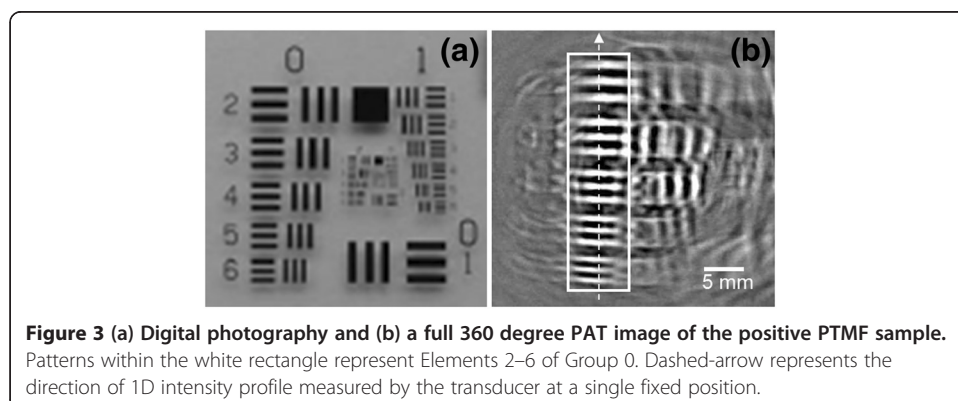 (a)
0
1
2
3
4
5
6
0
1
(b)
5 mm
Figure 3 (a) Digital photography and (b) a full 360 degree PAT image of the positive PTMF sample.
Patterns within the white rectangle represent Elements 2–6 of Group 0. Dashed-arrow represents the
direction of 1D intensity profile measured by the transducer at a single fixed position.